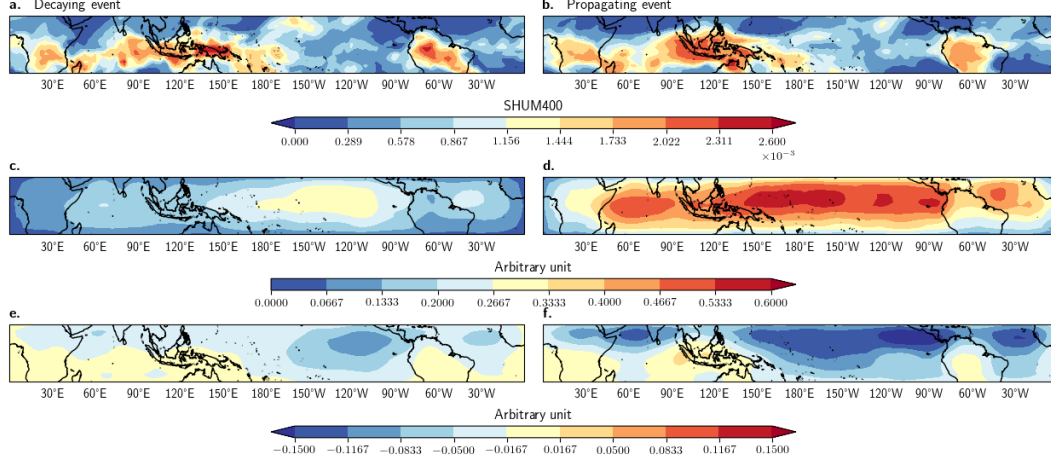 a. Decaying event
b. Propagating event
30°E 60°E 90°E 120°E 150°E 180°W 150°W 120°W 90°W 60°W 30°W
30°E 60°E 90°E 120°E 150°E 180°W 150°W 120°W 90°W 60°W 30°W
SHUM400
0.000 0.289 0.578 0.867 1.156 1.444 1.733 2.022 2.311 2.600
×10⁻³
c.
d.
30°E 60°E 90°E 120°E 150°E 180°W 150°W 120°W 90°W 60°W 30°W
30°E 60°E 90°E 120°E 150°E 180°W 150°W 120°W 90°W 60°W 30°W
Arbitrary unit
0.0000 0.0667 0.1333 0.2000 0.2667 0.3333 0.4000 0.4667 0.5333 0.6000
e.
f.
30°E 60°E 90°E 120°E 150°E 180°W 150°W 120°W 90°W 60°W 30°W
30°E 60°E 90°E 120°E 150°E 180°W 150°W 120°W 90°W 60°W 30°W
Arbitrary unit
−0.1500 −0.1167 −0.0833 −0.0500 −0.0167 0.0167 0.0500 0.0833 0.1167 0.1500